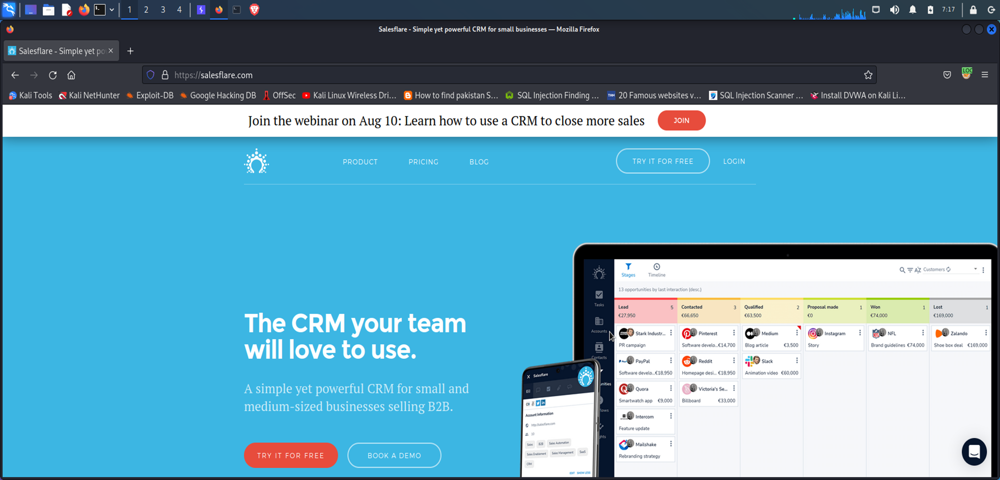 1 2 3 4
7:17
Salesflare - Simple yet powerful CRM for small businesses — Mozilla Firefox
Salesflare - Simple yet po
https://salesflare.com
LOC
Kali Tools Kali NetHunter Exploit-DB Google Hacking DB OffSec Kali Linux Wireless Dri... How to find pakistan S... SQL Injection Finding ... THN 20 Famous websites v... SQL Injection Scanner ... Install DVWA on Kali Li...
Join the webinar on Aug 10: Learn how to use a CRM to close more sales JOIN
PRODUCT PRICING BLOG TRY IT FOR FREE LOGIN
The CRM your team
will love to use.
A simple yet powerful CRM for small and
medium-sized businesses selling B2B.
TRY IT FOR FREE BOOK A DEMO
Stages Timeline Customers
13 opportunities by last interaction (desc.)
Tasks
Accounts
Contacts
Lead 5
€27,950
Stark Industr...
PR campaign
PayPal
Software develo...€18,950
Quora
Smartwatch app €9,000
Intercom
Feature update
Mailshake
Rebranding strategy
Contacted 3
€66,650
Pinterest
Software develo...€14,700
Reddit
Homepage desi...€18,950
Victoria's Se...
Billboard €33,000
Qualified 2
€63,500
Medium
Blog article €3,500
Slack
Animation video €60,000
Proposal made 1
€0
Instagram
Story
Won 1
€74,000
NFL
Brand guidelines €74,000
Lost 1
€169,000
Zalando
Shoe box deal €169,000
X Salesflare
Account Information
http://salesflare.com
10
Sales B2B Sales Automation
Sales Enablement Sales Management SaaS
CRM
EDIT SHOW LESS